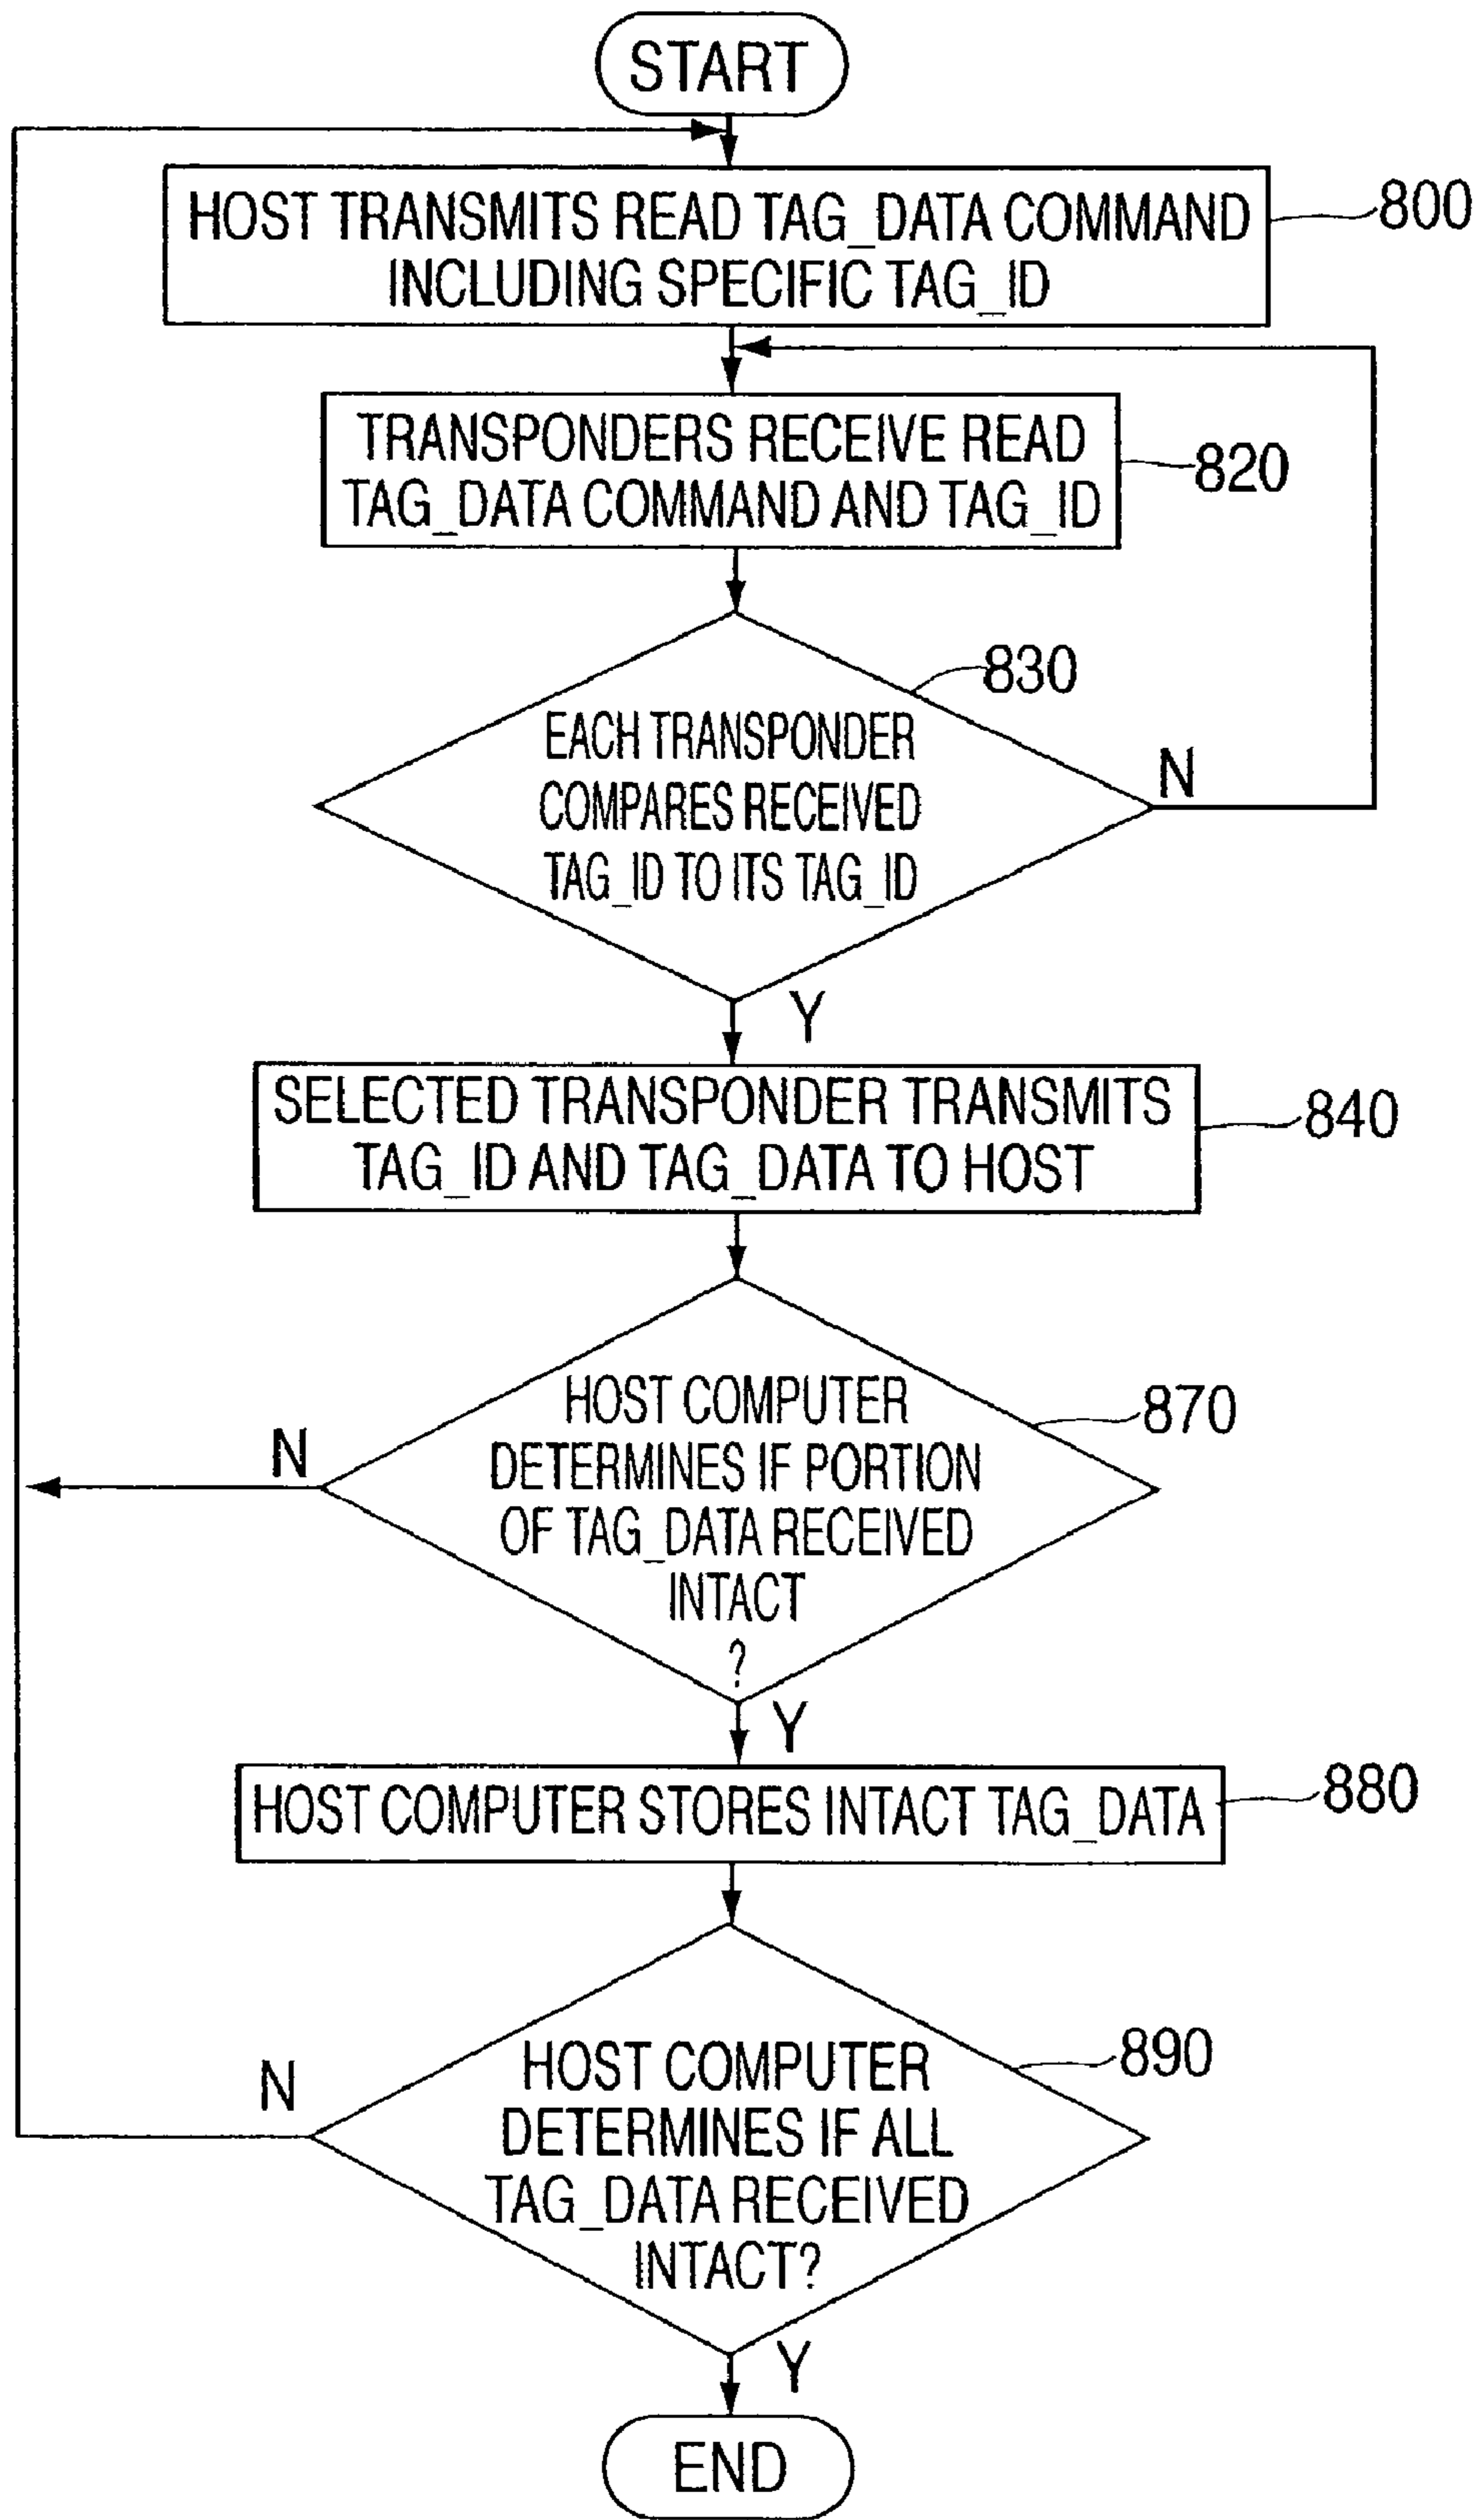 START
HOST TRANSMITS READ TAG_DATA COMMAND
INCLUDING SPECIFIC TAG_ID
800
TRANSPONDERS RECEIVE READ
TAG_DATA COMMAND AND TAG_ID
820
830
EACH TRANSPONDER
COMPARES RECEIVED
TAG_ID TO ITS TAG_ID
N
Y
SELECTED TRANSPONDER TRANSMITS
TAG_ID AND TAG_DATA TO HOST
840
HOST COMPUTER
DETERMINES IF PORTION
OF TAG_DATA RECEIVED
INTACT
?
870
N
Y
HOST COMPUTER STORES INTACT TAG_DATA
880
HOST COMPUTER
DETERMINES IF ALL
TAG_DATA RECEIVED
INTACT?
890
N
Y
END